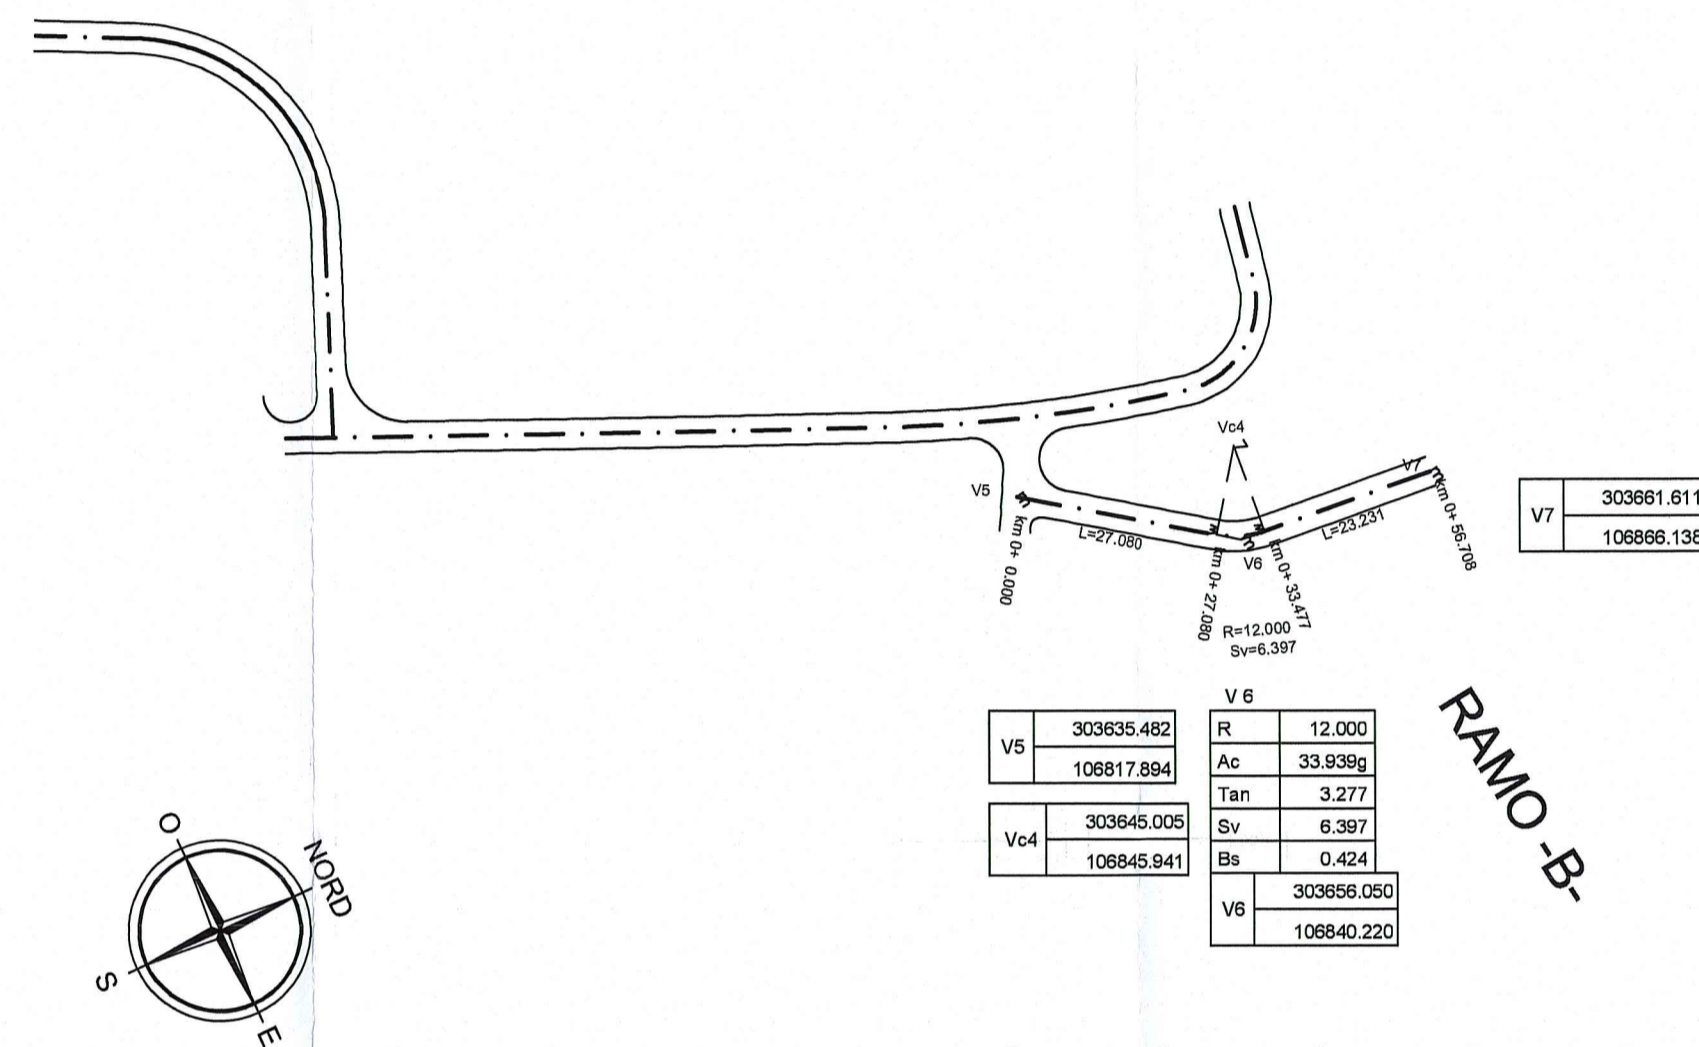 Vc4
V5
V7
km 0+ 0.000
L=27.080
km 0+ 27.080
V6
km 0+ 33.477
L=23.231
km 0+ 56.708
R=12.000
Sv=6.397
V7
303661.611
106866.138
RAMO -B-
V5
303635.482
106817.894
Vc4
303645.005
106845.941
V 6
R 12.000
Ac 33.939g
Tan 3.277
Sv 6.397
Bs 0.424
V6
303656.050
106840.220
O
NORD
S
E